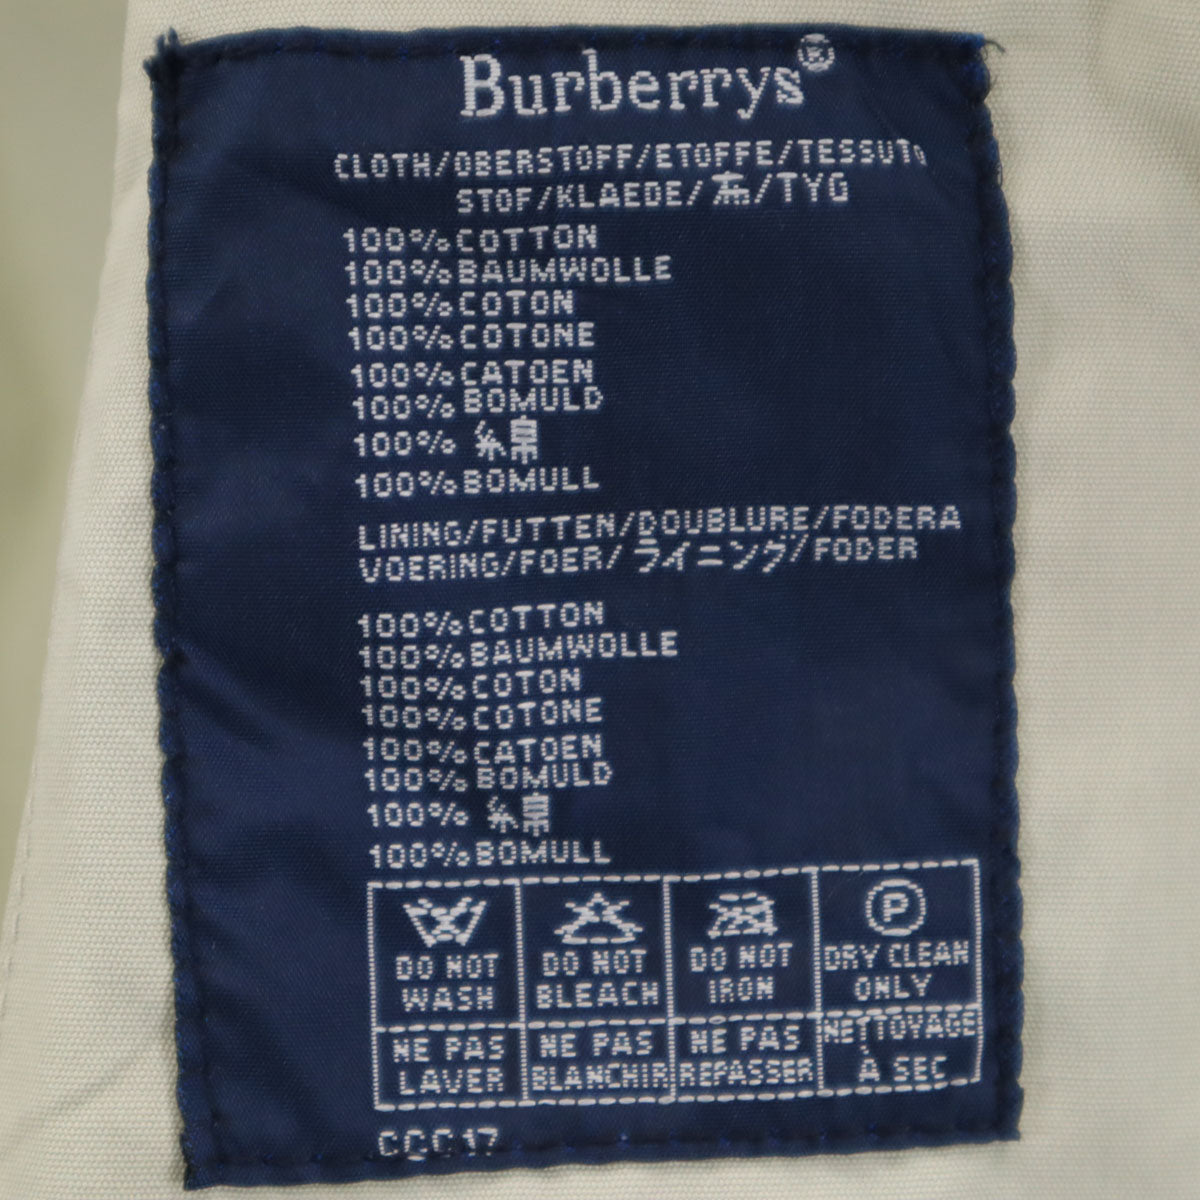 Burberrys®
CLOTH/OBERSTOFF/ETOFFE/TESSUTO
STOF/KLAEDE/布/TYG
100% COTTON
100% BAUMWOLLE
100% COTON
100% COTONE
100% CATOEN
100% BOMULD
100% 綿
100% BOMULL
LINING/FUTTEN/DOUBLURE/FODERA
VOERING/FOER/ライニング/FODER
100% COTTON
100% BAUMWOLLE
100% COTON
100% COTONE
100% CATOEN
100% BOMULD
100% 綿
100% BOMULL
P
DO NOT DO NOT DO NOT DRY CLEAN
WASH BLEACH IRON ONLY
NE PAS NE PAS NE PAS NETTOYAGE
LAVER BLANCHIR REPASSER À SEC
CCC17